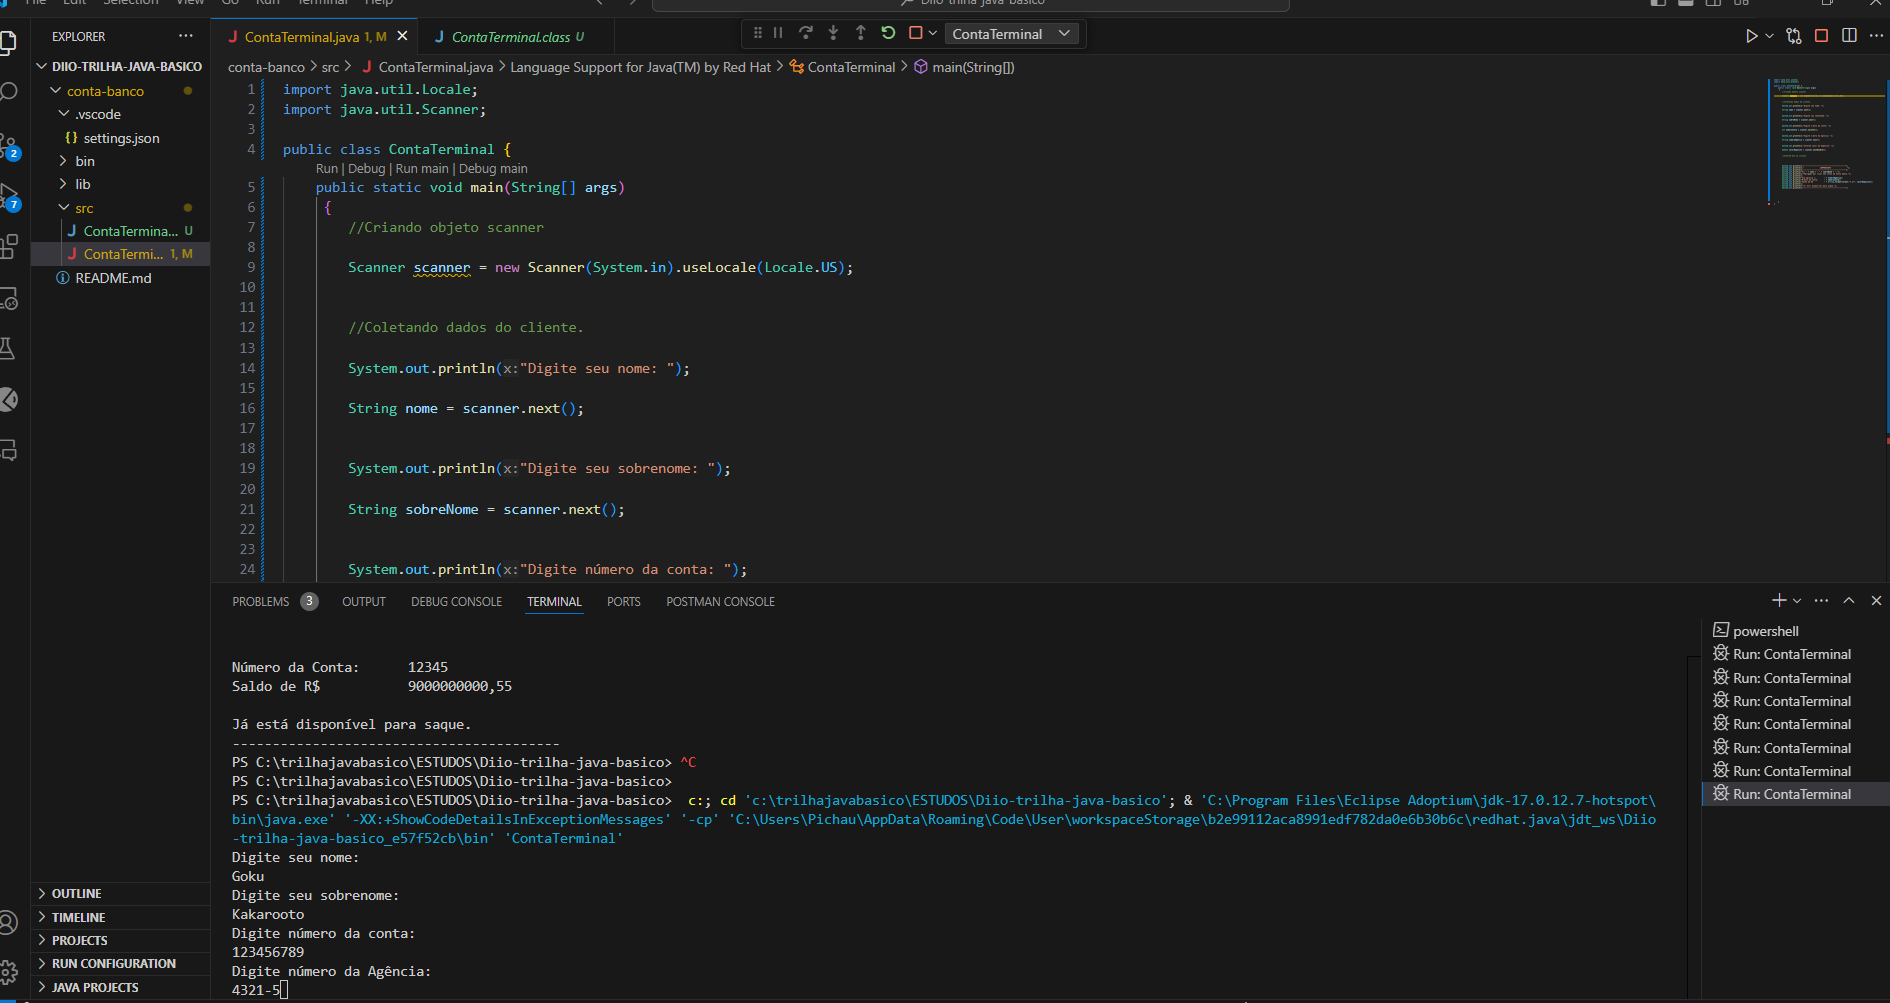 File Edit Selection View Go Run Terminal Help
Diio-trilha-java-basico
EXPLORER
ContaTerminal.java 1, M
ContaTerminal.class U
ContaTerminal
DIIO-TRILHA-JAVA-BASICO
conta-banco
.vscode
{} settings.json
bin
lib
src
ContaTermina... U
ContaTermi... 1, M
README.md
2
7
OUTLINE
TIMELINE
PROJECTS
RUN CONFIGURATION
JAVA PROJECTS
conta-banco > src > ContaTerminal.java > Language Support for Java(TM) by Red Hat > ContaTerminal > main(String[])
1 import java.util.Locale;
2 import java.util.Scanner;
3
4 public class ContaTerminal {
Run | Debug | Run main | Debug main
5 public static void main(String[] args)
6 {
7 //Criando objeto scanner
8
9 Scanner scanner = new Scanner(System.in).useLocale(Locale.US);
10
11
12 //Coletando dados do cliente.
13
14 System.out.println(x:"Digite seu nome: ");
15
16 String nome = scanner.next();
17
18
19 System.out.println(x:"Digite seu sobrenome: ");
20
21 String sobreNome = scanner.next();
22
23
24 System.out.println(x:"Digite número da conta: ");
PROBLEMS 3 OUTPUT DEBUG CONSOLE TERMINAL PORTS POSTMAN CONSOLE
Número da Conta: 12345
Saldo de R$ 9000000000,55
Já está disponível para saque.
-----------------------------------------
PS C:\trilhajavabasico\ESTUDOS\Diio-trilha-java-basico> ^C
PS C:\trilhajavabasico\ESTUDOS\Diio-trilha-java-basico>
PS C:\trilhajavabasico\ESTUDOS\Diio-trilha-java-basico> c:; cd 'c:\trilhajavabasico\ESTUDOS\Diio-trilha-java-basico'; & 'C:\Program Files\Eclipse Adoptium\jdk-17.0.12.7-hotspot\
bin\java.exe' '-XX:+ShowCodeDetailsInExceptionMessages' '-cp' 'C:\Users\Pichau\AppData\Roaming\Code\User\workspaceStorage\b2e99112aca8991edf782da0e6b30b6c\redhat.java\jdt_ws\Diio
-trilha-java-basico_e57f52cb\bin' 'ContaTerminal'
Digite seu nome:
Goku
Digite seu sobrenome:
Kakarooto
Digite número da conta:
123456789
Digite número da Agência:
4321-5
powershell
Run: ContaTerminal
Run: ContaTerminal
Run: ContaTerminal
Run: ContaTerminal
Run: ContaTerminal
Run: ContaTerminal
Run: ContaTerminal